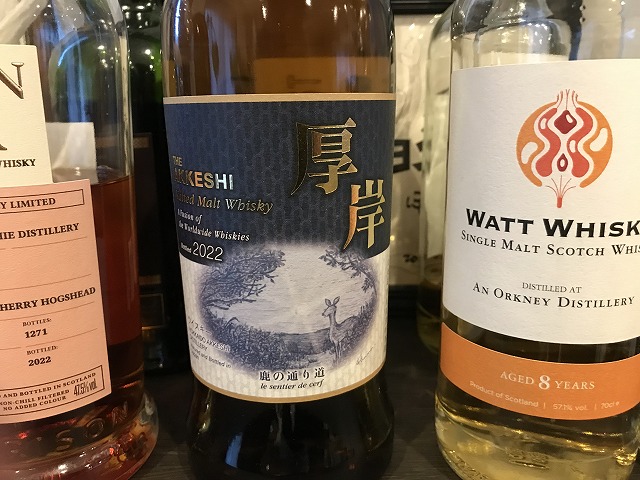 N
WHISKY
Y LIMITED
HIE DISTILLERY
HERRY HOGSHEAD
BOTTLES:
1271
BOTTLED:
2022
AND BOTTLED IN SCOTLAND
NON-CHILL FILTERED
NO ADDED COLOUR
47.5% vol.
厚岸
THE
AKKESHI
Blended Malt Whisky
A Fusion of
the Worldwide Whiskies
Bottled 2022
鹿の通り道
le sentier de cerf
WATT WHISK
SINGLE MALT SCOTCH WHIS
DISTILLED AT
AN ORKNEY DISTILLERY
AGED 8 YEARS
Product of Scotland | 57.1% vol. | 70cl e